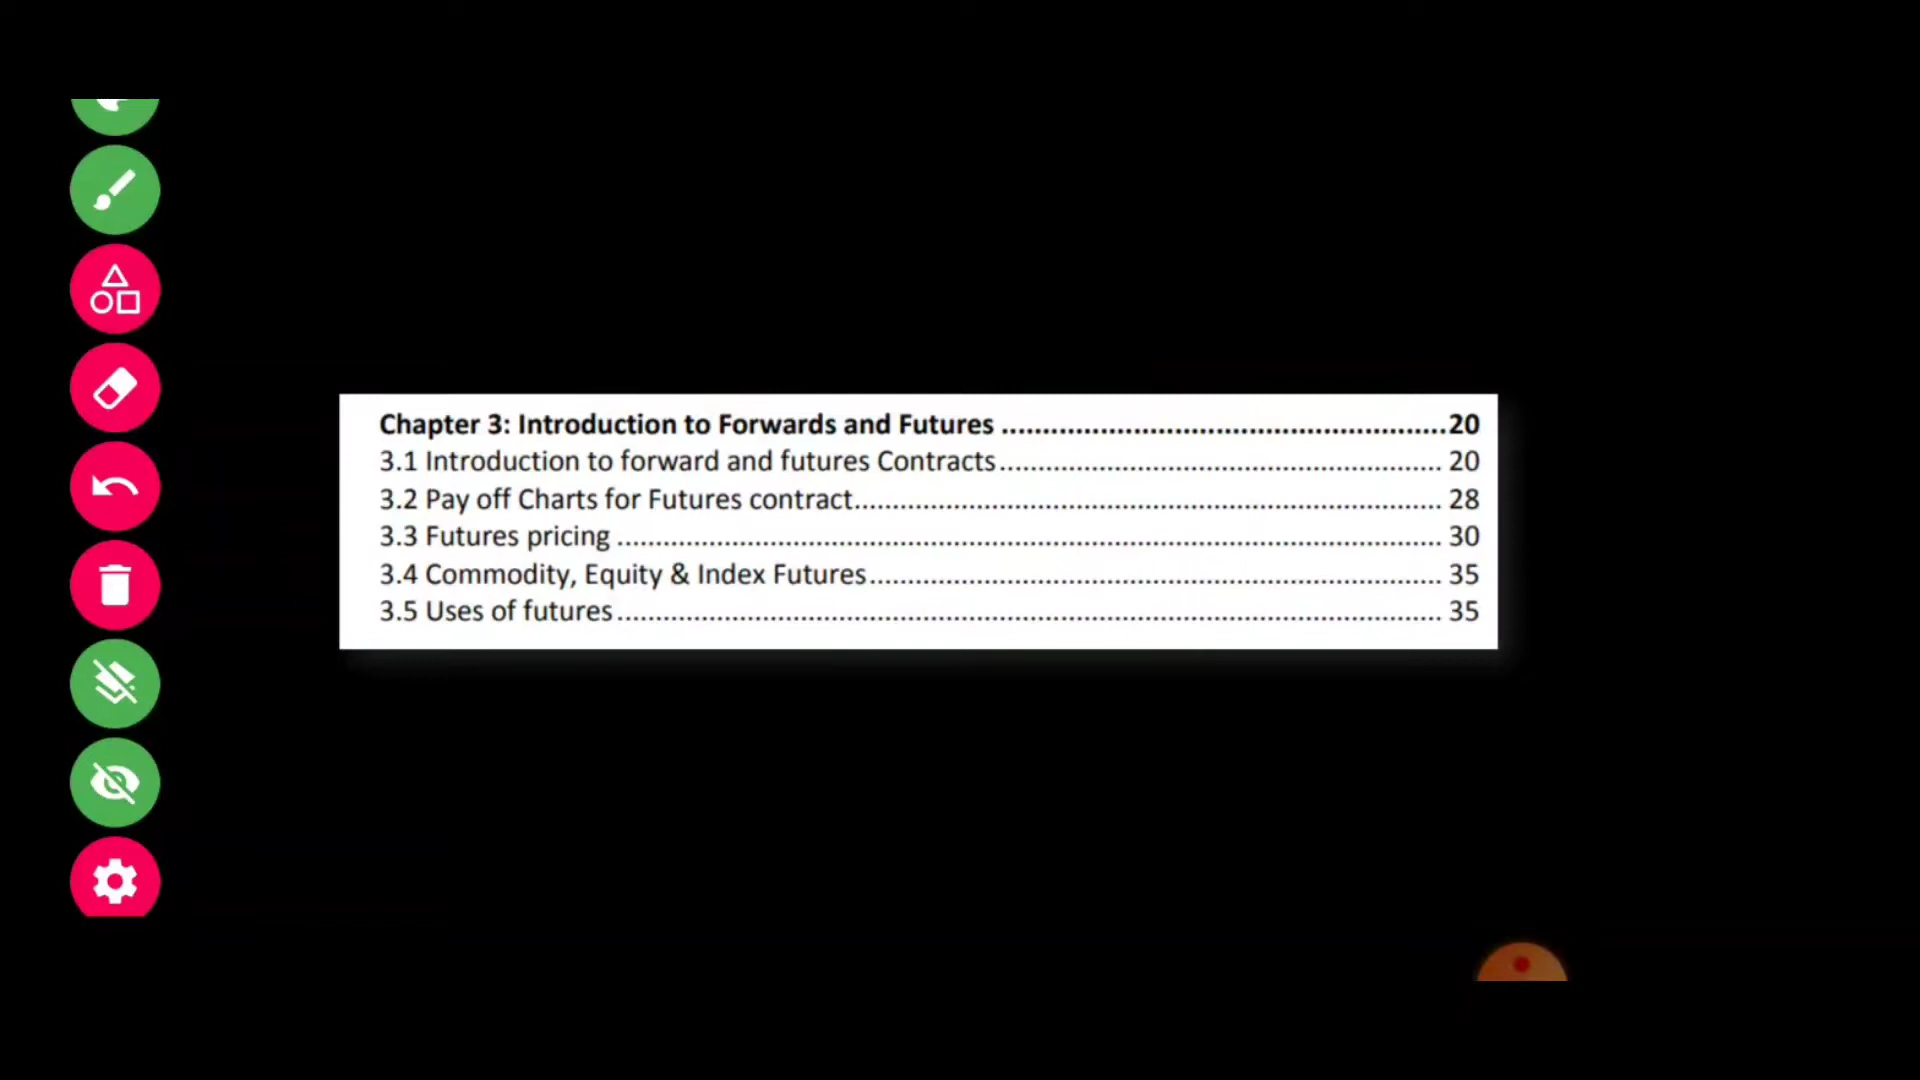 Chapter 3: Introduction to Forwards and Futures ......................................................20
3.1 Introduction to forward and futures Contracts...................................................... 20
3.2 Pay off Charts for Futures contract........................................................................ 28
3.3 Futures pricing ..................................................................................................... 30
3.4 Commodity, Equity & Index Futures...................................................................... 35
3.5 Uses of futures ..................................................................................................... 35